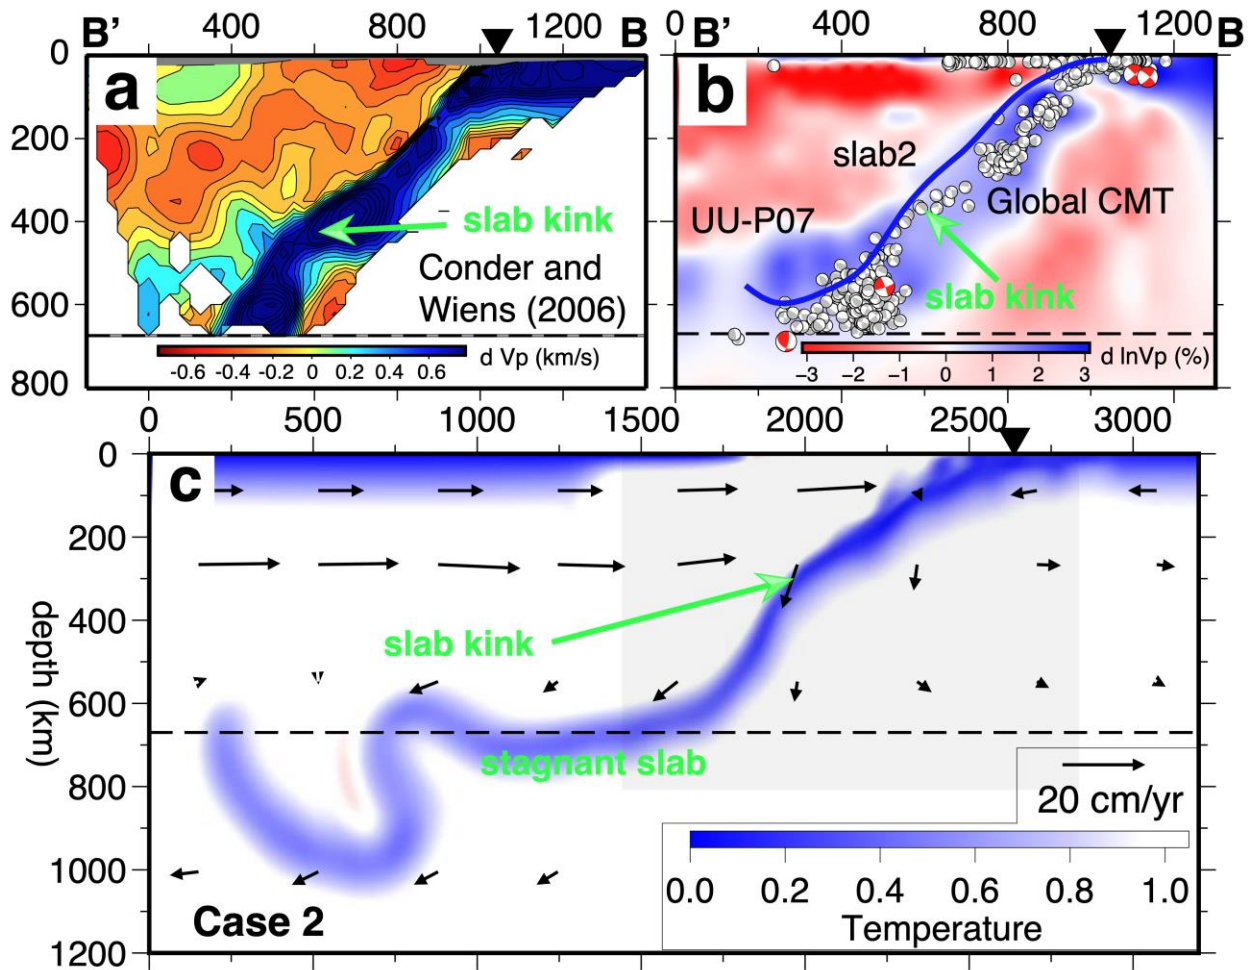 B' 400 800 1200 B
B' 400 800 1200 B
0
200
400
600
800
a
slab kink
Conder and
Wiens (2006)
d Vp (km/s)
-0.6 -0.4 -0.2 0 0.2 0.4 0.6
b
slab2
Global CMT
UU-P07
slab kink
d lnVp (%)
−3 −2 −1 0 1 2 3
0 500 1000 1500 2000 2500 3000
0
200
400
600
800
1000
1200
depth (km)
c
slab kink
stagnant slab
20 cm/yr
0.0 0.2 0.4 0.6 0.8 1.0
Temperature
Case 2